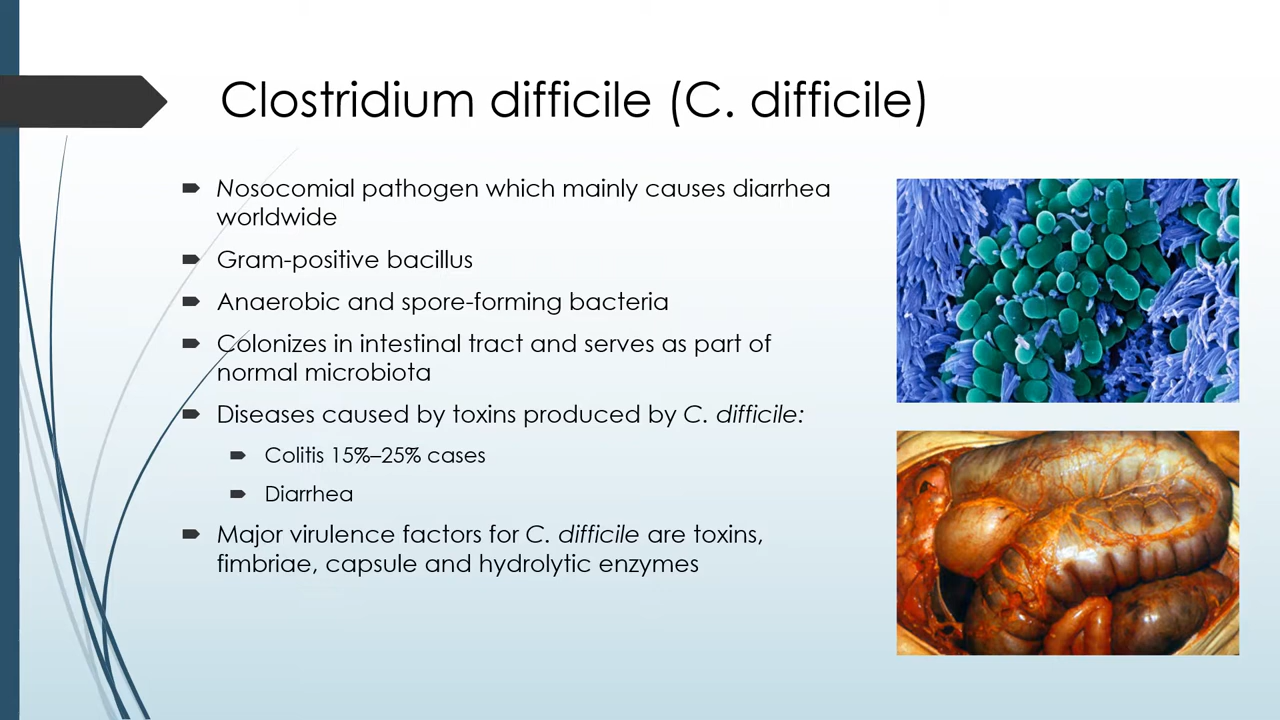 Clostridium difficile (C. difficile)
Nosocomial pathogen which mainly causes diarrhea
worldwide
Gram-positive bacillus
Anaerobic and spore-forming bacteria
Colonizes in intestinal tract and serves as part of
normal microbiota
Diseases caused by toxins produced by C. difficile:
Colitis 15%–25% cases
Diarrhea
Major virulence factors for C. difficile are toxins,
fimbriae, capsule and hydrolytic enzymes